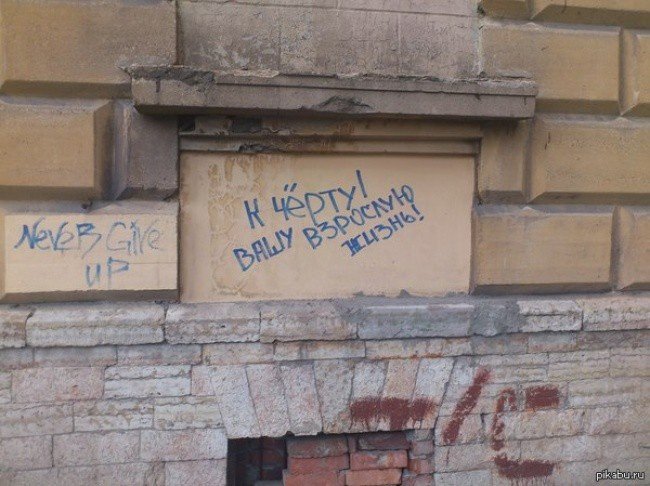 Never Give
up
К чёрту!
вашу взрослую
жизнь!
pikabu.ru